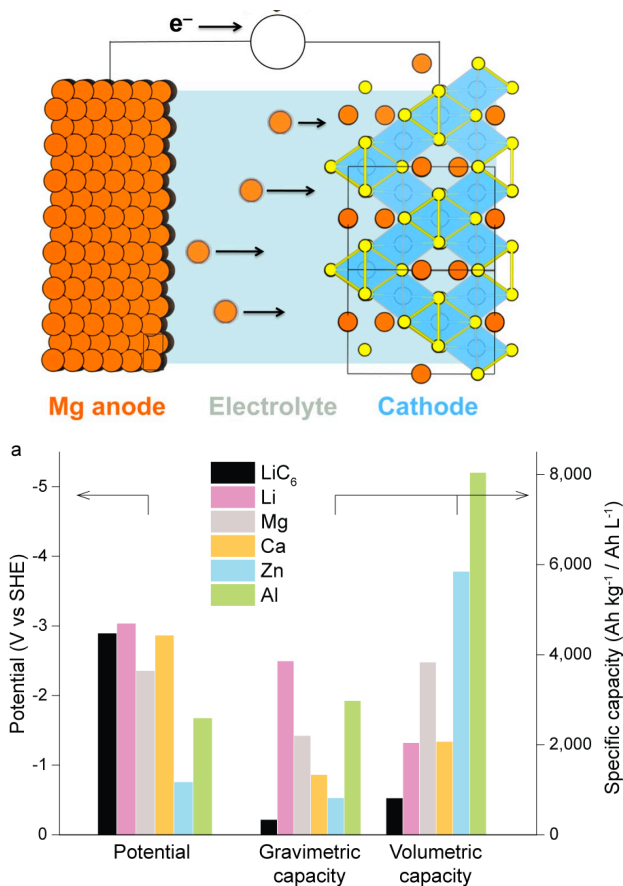 e⁻
Mg anode
Electrolyte
Cathode
a
Potential (V vs SHE)
-5
-4
-3
-2
-1
0
LiC₆
Li
Mg
Ca
Zn
Al
8,000
6,000
4,000
2,000
0
Specific capacity (Ah kg⁻¹ / Ah L⁻¹)
Potential
Gravimetric
capacity
Volumetric
capacity